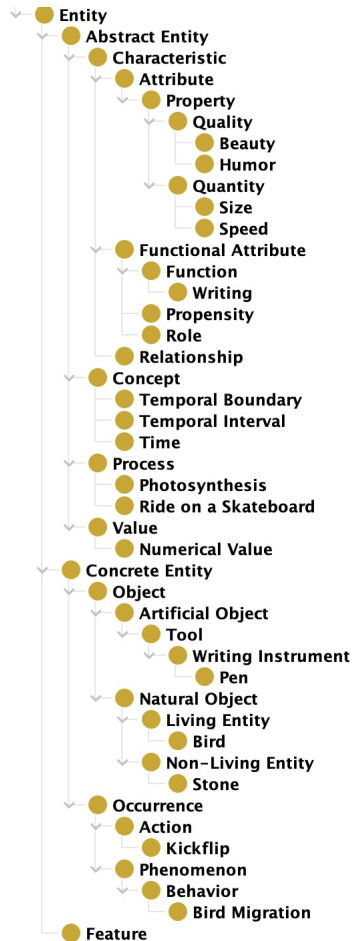 Entity
Abstract Entity
Characteristic
Attribute
Property
Quality
Beauty
Humor
Quantity
Size
Speed
Functional Attribute
Function
Writing
Propensity
Role
Relationship
Concept
Temporal Boundary
Temporal Interval
Time
Process
Photosynthesis
Ride on a Skateboard
Value
Numerical Value
Concrete Entity
Object
Artificial Object
Tool
Writing Instrument
Pen
Natural Object
Living Entity
Bird
Non-Living Entity
Stone
Occurrence
Action
Kickflip
Phenomenon
Behavior
Bird Migration
Feature